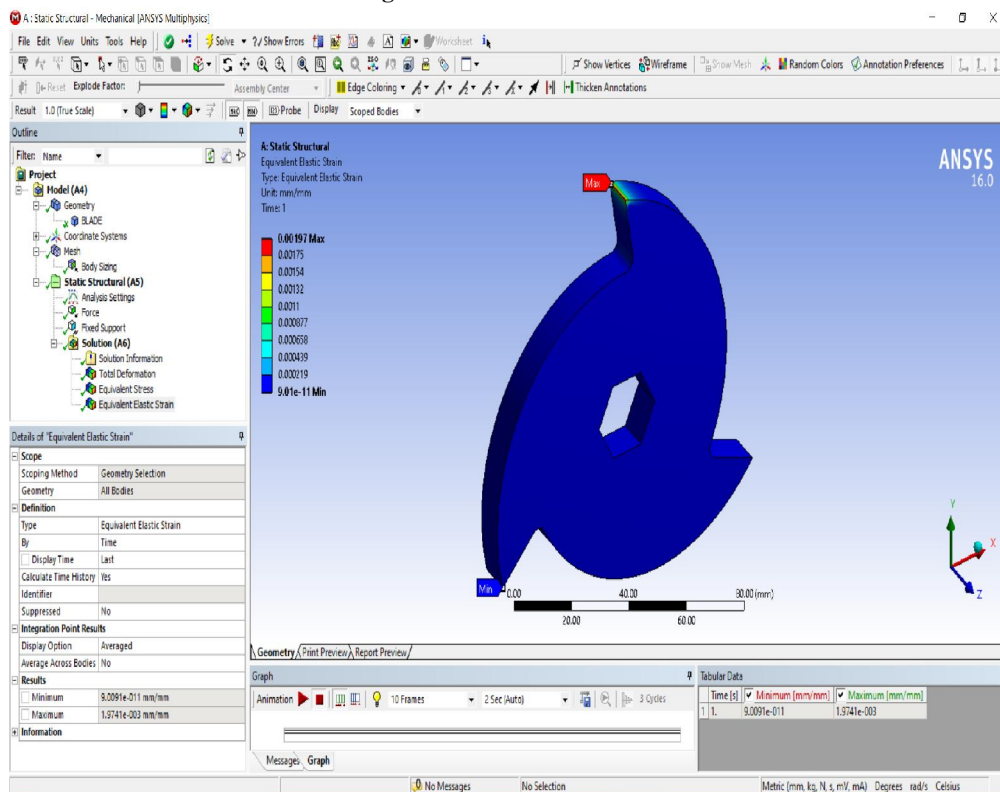 A : Static Structural - Mechanical [ANSYS Multiphysics]
File Edit View Units Tools Help Solve ?/ Show Errors Worksheet
Show Vertices Wireframe Show Mesh Random Colors Annotation Preferences
Reset Explode Factor: Assembly Center Edge Coloring Thicken Annotations
Result 1.0 (True Scale) Probe Display Scoped Bodies
Outline
Filter: Name
Project
Model (A4)
Geometry
BLADE
Coordinate Systems
Mesh
Body Sizing
Static Structural (A5)
Analysis Settings
Force
Fixed Support
Solution (A6)
Solution Information
Total Deformation
Equivalent Stress
Equivalent Elastic Strain
Details of "Equivalent Elastic Strain"
Scope
Scoping Method Geometry Selection
Geometry All Bodies
Definition
Type Equivalent Elastic Strain
By Time
Display Time Last
Calculate Time History Yes
Identifier
Suppressed No
Integration Point Results
Display Option Averaged
Average Across Bodies No
Results
Minimum 9.0091e-011 mm/mm
Maximum 1.9741e-003 mm/mm
Information
A: Static Structural
Equivalent Elastic Strain
Type: Equivalent Elastic Strain
Unit: mm/mm
Time: 1
0.00197 Max
0.00175
0.00154
0.00132
0.0011
0.000877
0.000658
0.000439
0.000219
9.01e-11 Min
Max
Min
ANSYS
16.0
0.00 40.00 80.00 (mm)
20.00 60.00
Y
X
Z
Geometry Print Preview Report Preview
Graph
Animation 10 Frames 2 Sec (Auto) 3 Cycles
Messages Graph
Tabular Data
Time [s] Minimum [mm/mm] Maximum [mm/mm]
1 1. 9.0091e-011 1.9741e-003
No Messages No Selection Metric (mm, kg, N, s, mV, mA) Degrees rad/s Celsius